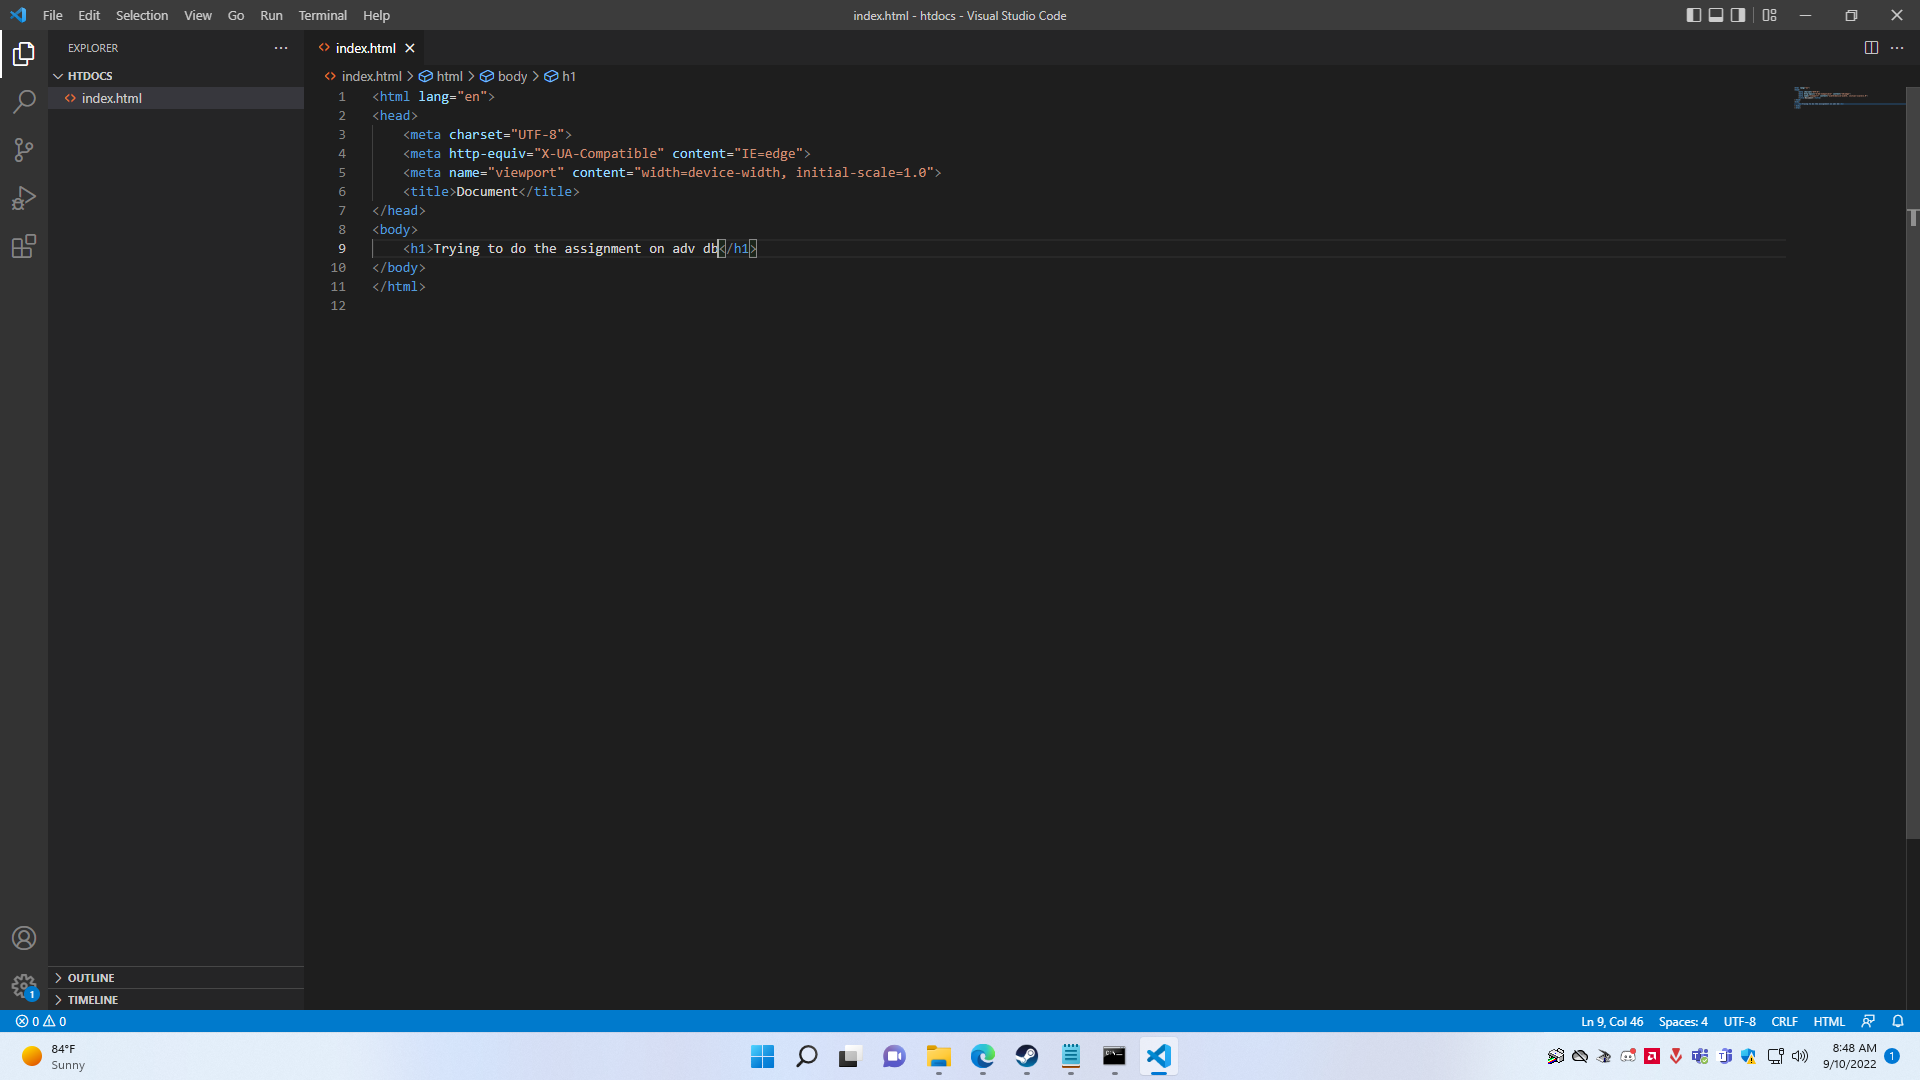 File Edit Selection View Go Run Terminal Help
index.html - htdocs - Visual Studio Code
EXPLORER
HTDOCS
index.html
index.html
index.html > html > body > h1
1 <html lang="en">
2 <head>
3 <meta charset="UTF-8">
4 <meta http-equiv="X-UA-Compatible" content="IE=edge">
5 <meta name="viewport" content="width=device-width, initial-scale=1.0">
6 <title>Document</title>
7 </head>
8 <body>
9 <h1>Trying to do the assignment on adv db</h1>
10 </body>
11 </html>
12
1
OUTLINE
TIMELINE
0 0
Ln 9, Col 46 Spaces: 4 UTF-8 CRLF HTML
84°F
Sunny
8:48 AM
9/10/2022
1